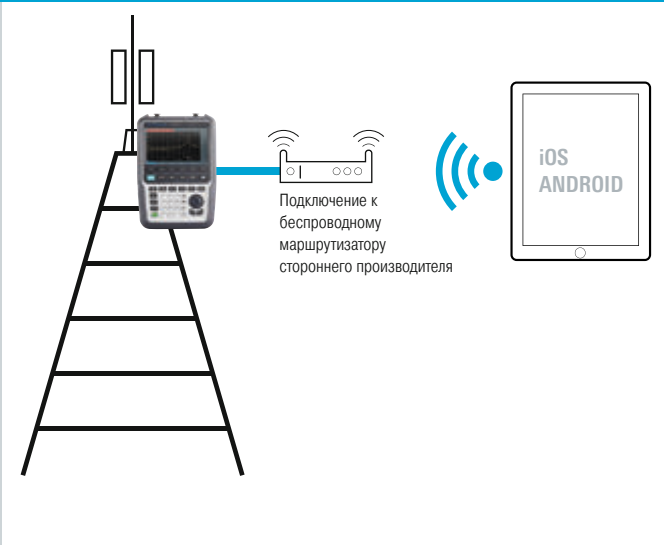 Подключение к
беспроводному
маршрутизатору
стороннего производителя
iOS
ANDROID